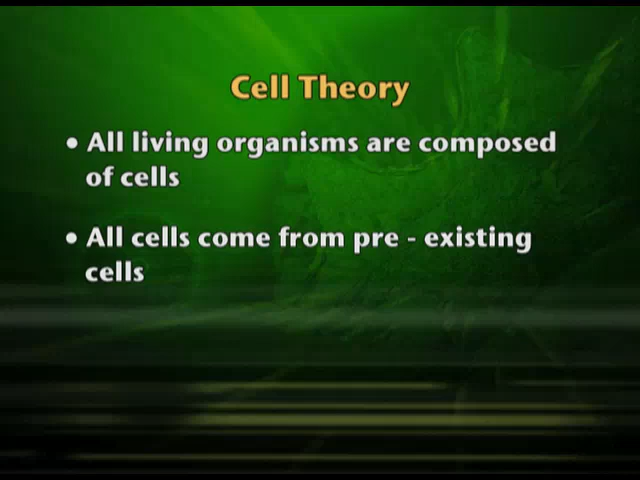 Cell Theory
• All living organisms are composed
of cells
• All cells come from pre - existing
cells